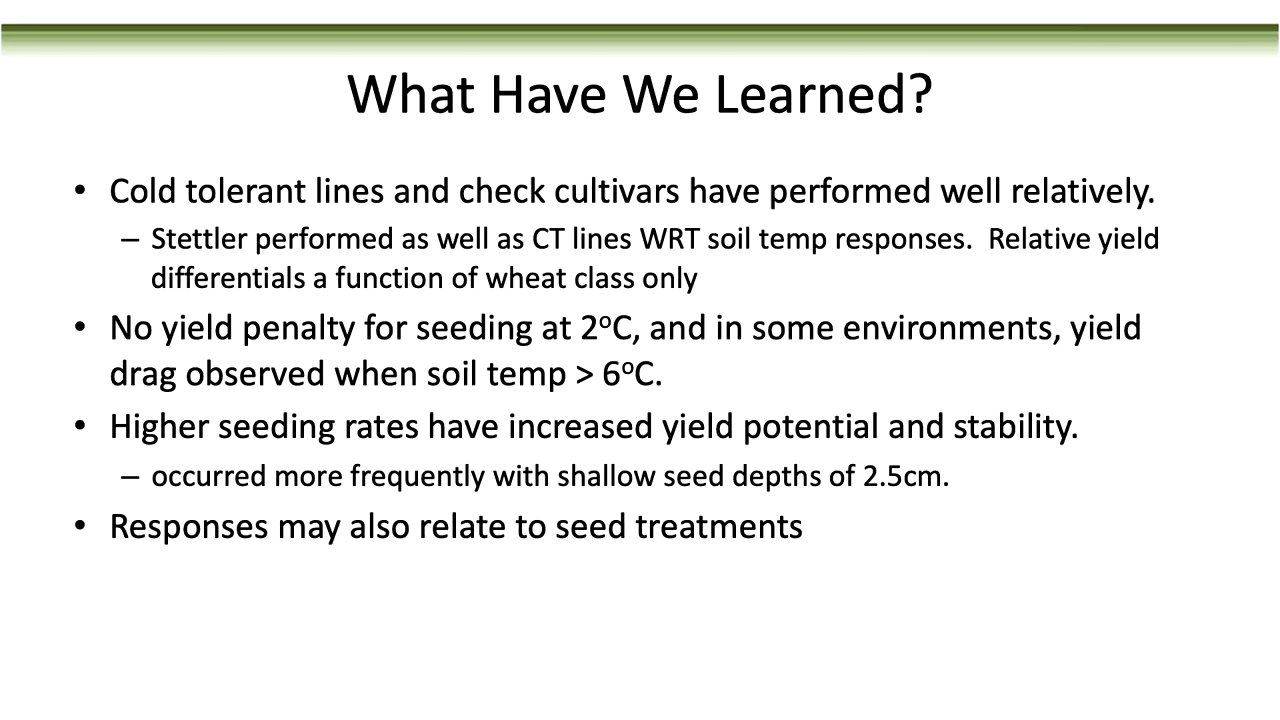 What Have We Learned?
• Cold tolerant lines and check cultivars have performed well relatively.
– Stettler performed as well as CT lines WRT soil temp responses.  Relative yield
differentials a function of wheat class only
• No yield penalty for seeding at 2ºC, and in some environments, yield
drag observed when soil temp > 6ºC.
• Higher seeding rates have increased yield potential and stability.
– occurred more frequently with shallow seed depths of 2.5cm.
• Responses may also relate to seed treatments